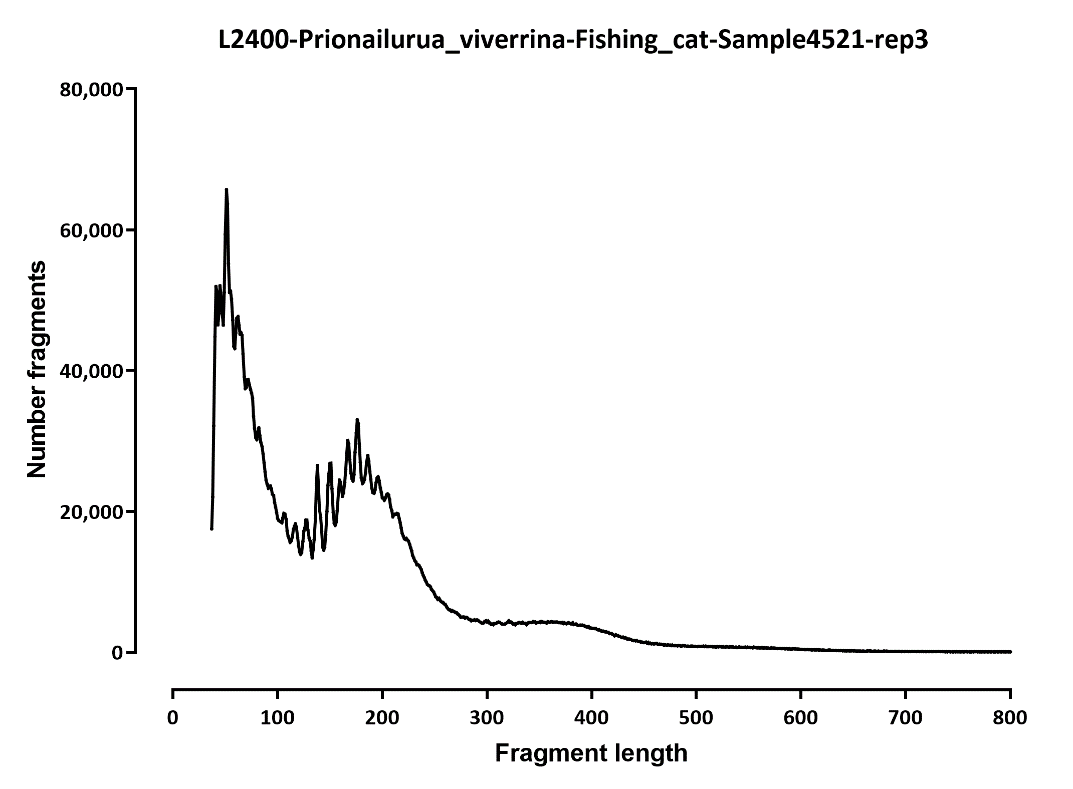 L2400-Prionailurua_viverrina-Fishing_cat-Sample4521-rep3
80,000
60,000
40,000
20,000
0
Number fragments
0 100 200 300 400 500 600 700 800
Fragment length